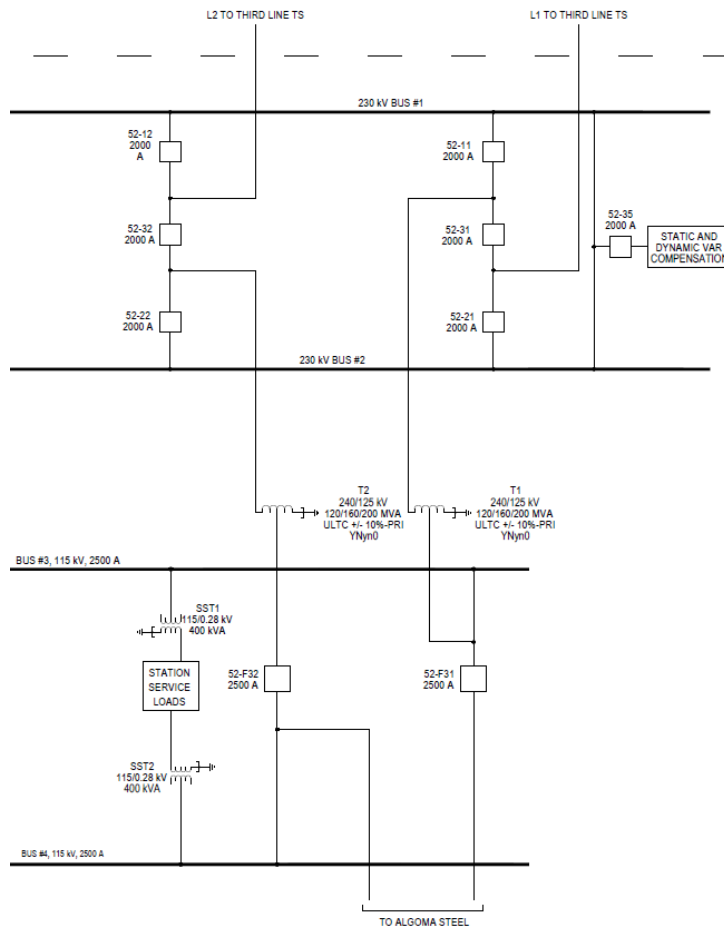 L2 TO THIRD LINE TS
L1 TO THIRD LINE TS
230 kV BUS #1
52-12
2000
A
52-11
2000 A
52-32
2000 A
52-31
2000 A
52-35
2000 A
STATIC AND
DYNAMIC VAR
COMPENSATION
52-22
2000 A
52-21
2000 A
230 kV BUS #2
T2
240/125 kV
120/160/200 MVA
ULTC +/- 10%-PRI
YNyn0
T1
240/125 kV
120/160/200 MVA
ULTC +/- 10%-PRI
YNyn0
BUS #3, 115 kV, 2500 A
SST1
115/0.28 kV
400 kVA
STATION
SERVICE
LOADS
52-F32
2500 A
52-F31
2500 A
SST2
115/0.28 kV
400 kVA
BUS #4, 115 kV, 2500 A
TO ALGOMA STEEL